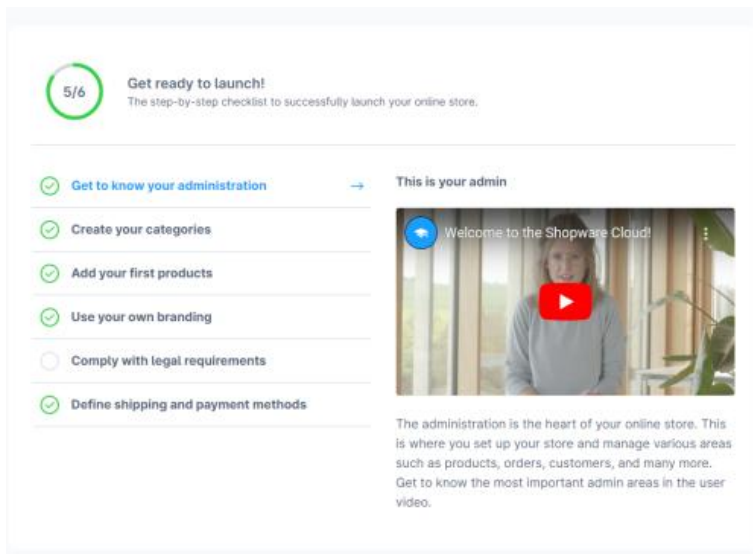 5/6
Get ready to launch!
The step-by-step checklist to successfully launch your online store.
Get to know your administration →
Create your categories
Add your first products
Use your own branding
Comply with legal requirements
Define shipping and payment methods
This is your admin
Welcome to the Shopware Cloud!
The administration is the heart of your online store. This
is where you set up your store and manage various areas
such as products, orders, customers, and many more.
Get to know the most important admin areas in the user
video.